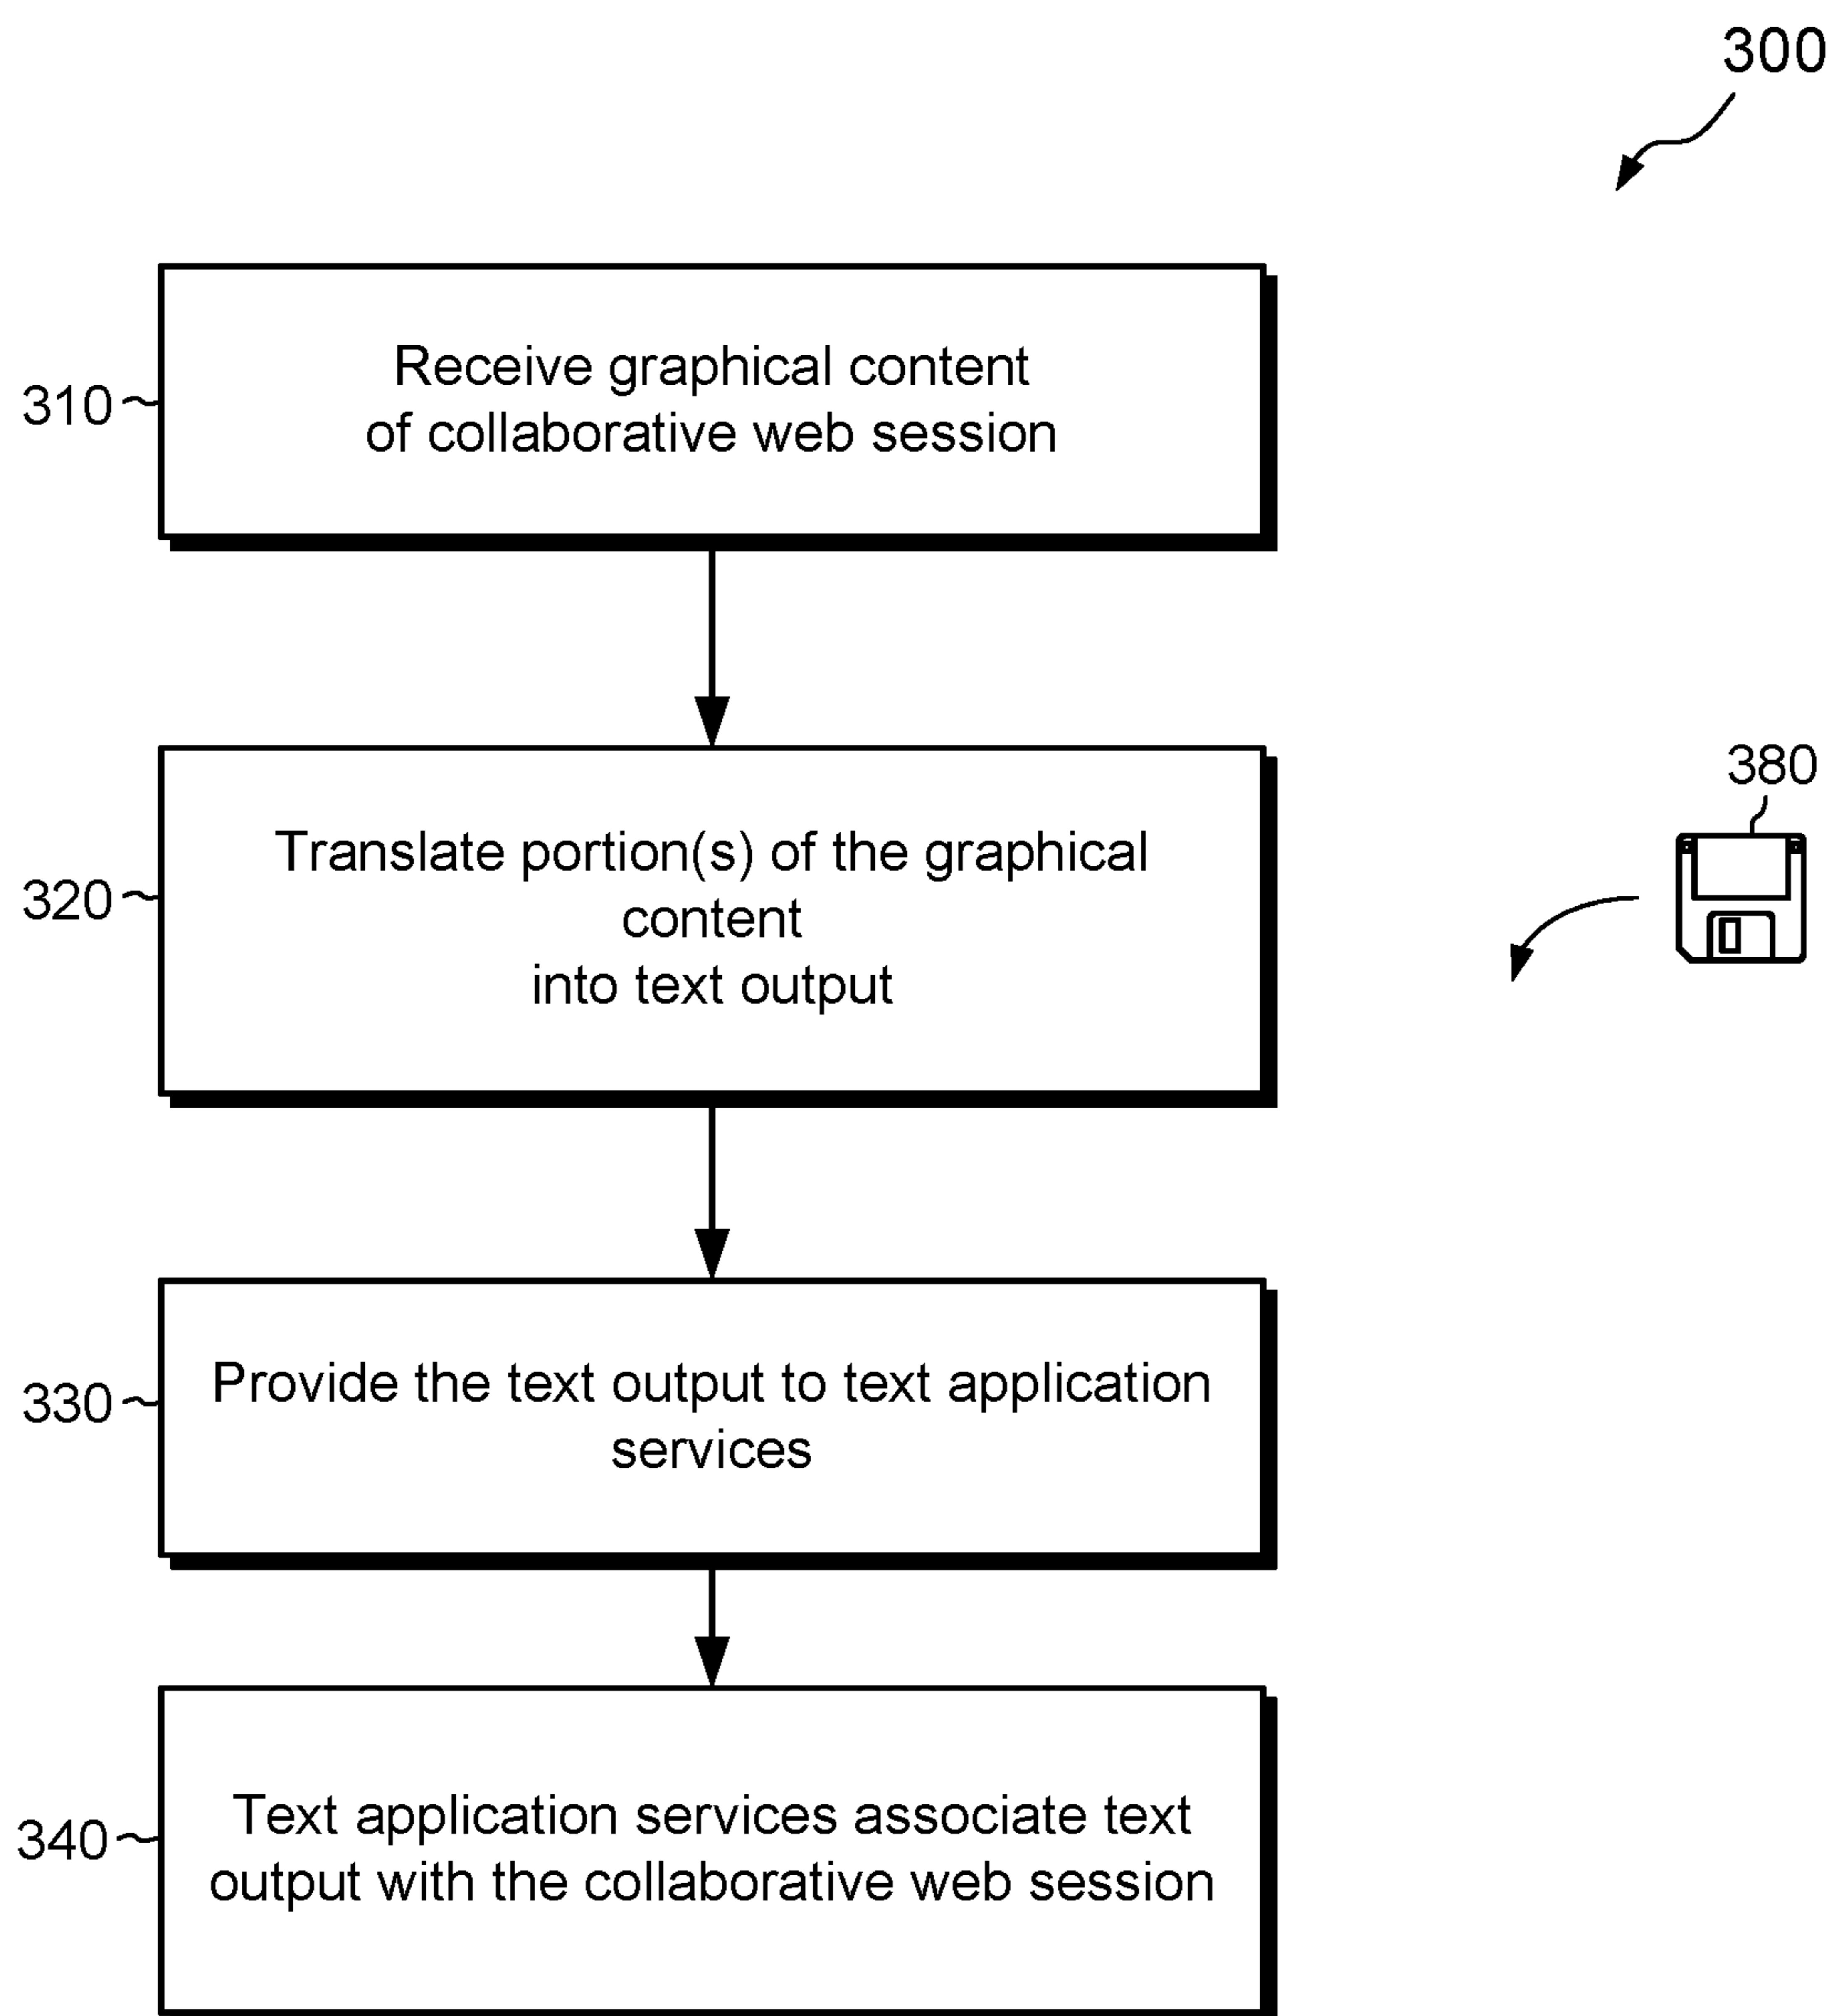 300
310
Receive graphical content
of collaborative web session
320
Translate portion(s) of the graphical
content
into text output
380
330
Provide the text output to text application
services
340
Text application services associate text
output with the collaborative web session